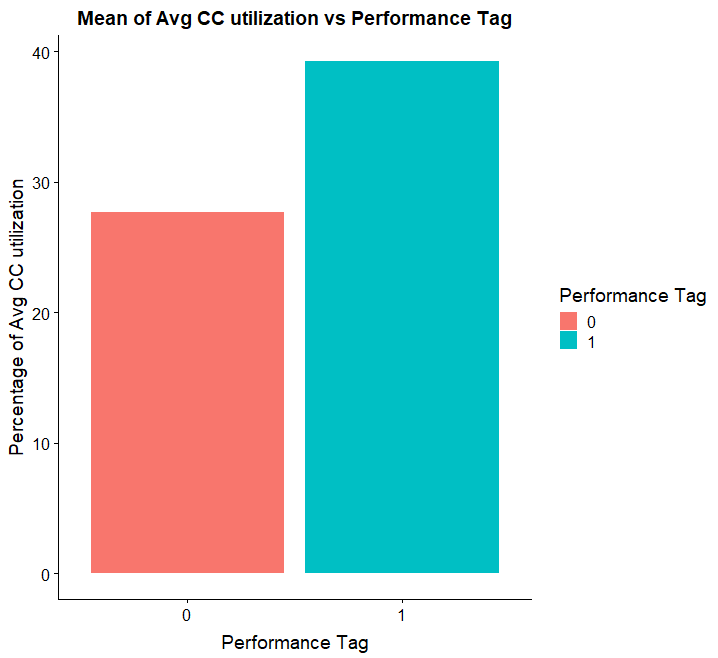 Mean of Avg CC utilization vs Performance Tag
Percentage of Avg CC utilization
40
30
20
10
0
0
1
Performance Tag
Performance Tag
0
1